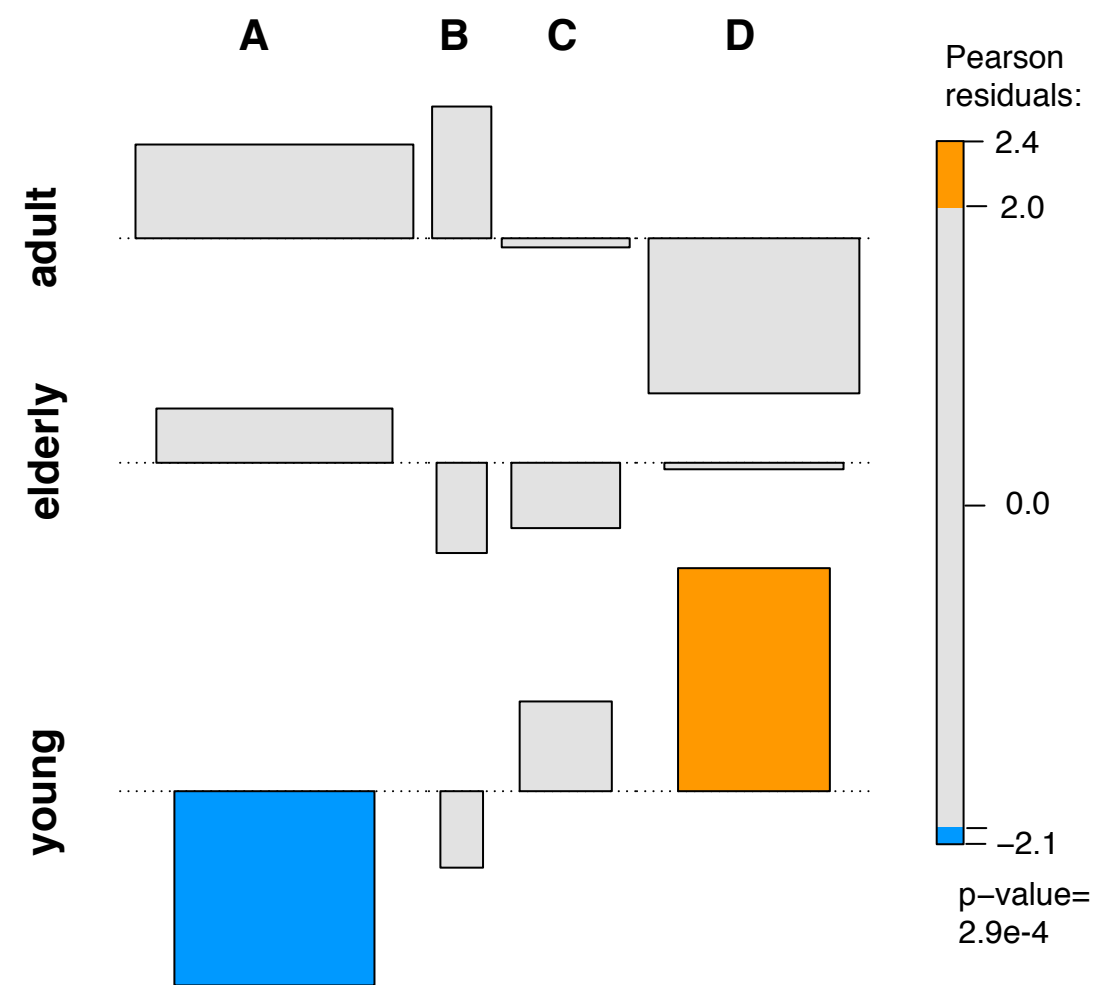 A B C D
Pearson
residuals:
2.4
adult
2.0
elderly
0.0
young
−2.1
p−value=
2.9e-4